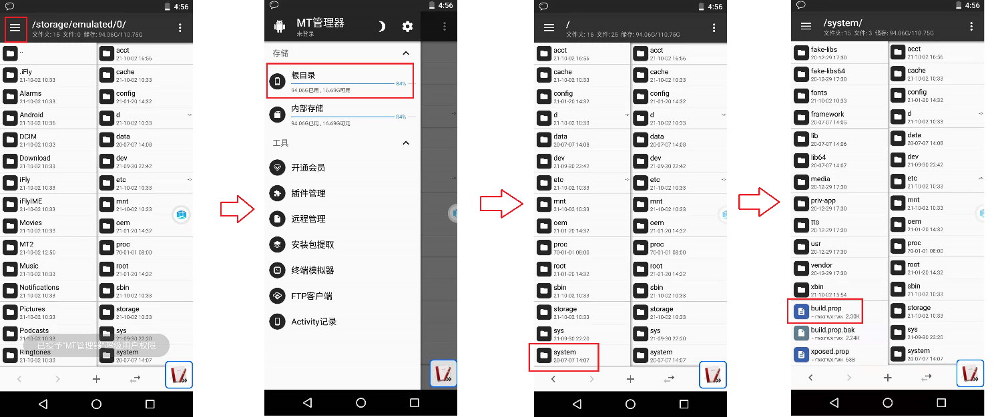 4:56
/storage/emulated/0/
文件夹: 15 文件: 0 储存: 94.06G/110.75G
..
.iFly
21-10-02 10:33
Alarms
21-10-02 10:33
Android
21-10-02 10:36
DCIM
21-10-02 10:33
Download
21-10-02 10:33
iFly
21-10-02 10:33
iFlyIME
21-10-02 10:33
Movies
21-10-02 10:33
MT2
21-10-02 12:50
Music
21-10-02 10:33
Notifications
21-10-02 10:33
Pictures
21-10-02 10:33
Podcasts
21-10-02 10:33
Ringtones
21-10-02 10:33
acct
21-10-02 16:56
cache
21-10-02 10:33
config
21-01-20 14:32
d
->
21-10-02 10:33
data
20-07-07 14:08
dev
21-09-30 22:42
etc
->
21-10-02 10:33
mnt
21-10-02 10:33
oem
21-01-20 14:32
proc
70-01-01 08:00
root
21-01-20 14:32
sbin
21-10-02 10:33
storage
21-10-02 10:33
sys
21-09-30 22:20
system
20-07-07 14:07
已授予"MT管理器"超级用户权限
4:56
MT管理器
未登录
存储
根目录
84%
94.06G已用 , 16.69G可用
内部存储
84%
94.06G已用 , 16.69G可用
工具
开通会员
插件管理
远程管理
安装包提取
终端模拟器
FTP客户端
Activity记录
->
->
4:56
/
文件夹: 16 文件: 25 储存: 94.06G/110.75G
acct
21-10-02 16:56
cache
21-10-02 10:33
config
21-01-20 14:32
d
->
21-10-02 10:33
data
20-07-07 14:08
dev
21-09-30 22:42
etc
->
21-10-02 10:33
mnt
21-10-02 10:33
oem
21-01-20 14:32
proc
70-01-01 08:00
root
21-01-20 14:32
sbin
21-10-02 10:33
storage
21-10-02 10:33
sys
21-09-30 22:20
system
20-07-07 14:07
acct
21-10-02 16:56
cache
21-10-02 10:33
config
21-01-20 14:32
d
->
21-10-02 10:33
data
20-07-07 14:08
dev
21-09-30 22:42
etc
->
21-10-02 10:33
mnt
21-10-02 10:33
oem
21-01-20 14:32
proc
70-01-01 08:00
root
21-01-20 14:32
sbin
21-10-02 10:33
storage
21-10-02 10:33
sys
21-09-30 22:20
system
20-07-07 14:07
4:56
/system/
文件夹: 15 文件: 3 储存: 94.06G/110.75G
fake-libs
20-12-29 17:30
fake-libs64
20-12-29 17:30
fonts
21-10-02 10:33
framework
20-07-07 14:05
lib
20-07-07 14:06
lib64
20-07-07 14:07
media
21-10-02 10:33
priv-app
20-12-29 17:30
tts
20-12-29 17:30
usr
20-12-29 17:30
vendor
20-12-29 17:30
xbin
21-10-02 15:54
build.prop
-rwxrwxrwx 2.30K
build.prop.bak
-rwxrwxrwx 2.24K
xposed.prop
-rwxrwxrwx 63B
acct
21-10-02 16:56
cache
21-10-02 10:33
config
21-01-20 14:32
d
->
21-10-02 10:33
data
20-07-07 14:08
dev
21-09-30 22:42
etc
->
21-10-02 10:33
mnt
21-10-02 10:33
oem
21-01-20 14:32
proc
70-01-01 08:00
root
21-01-20 14:32
sbin
21-10-02 10:33
storage
21-10-02 10:33
sys
21-09-30 22:20
system
20-07-07 14:07